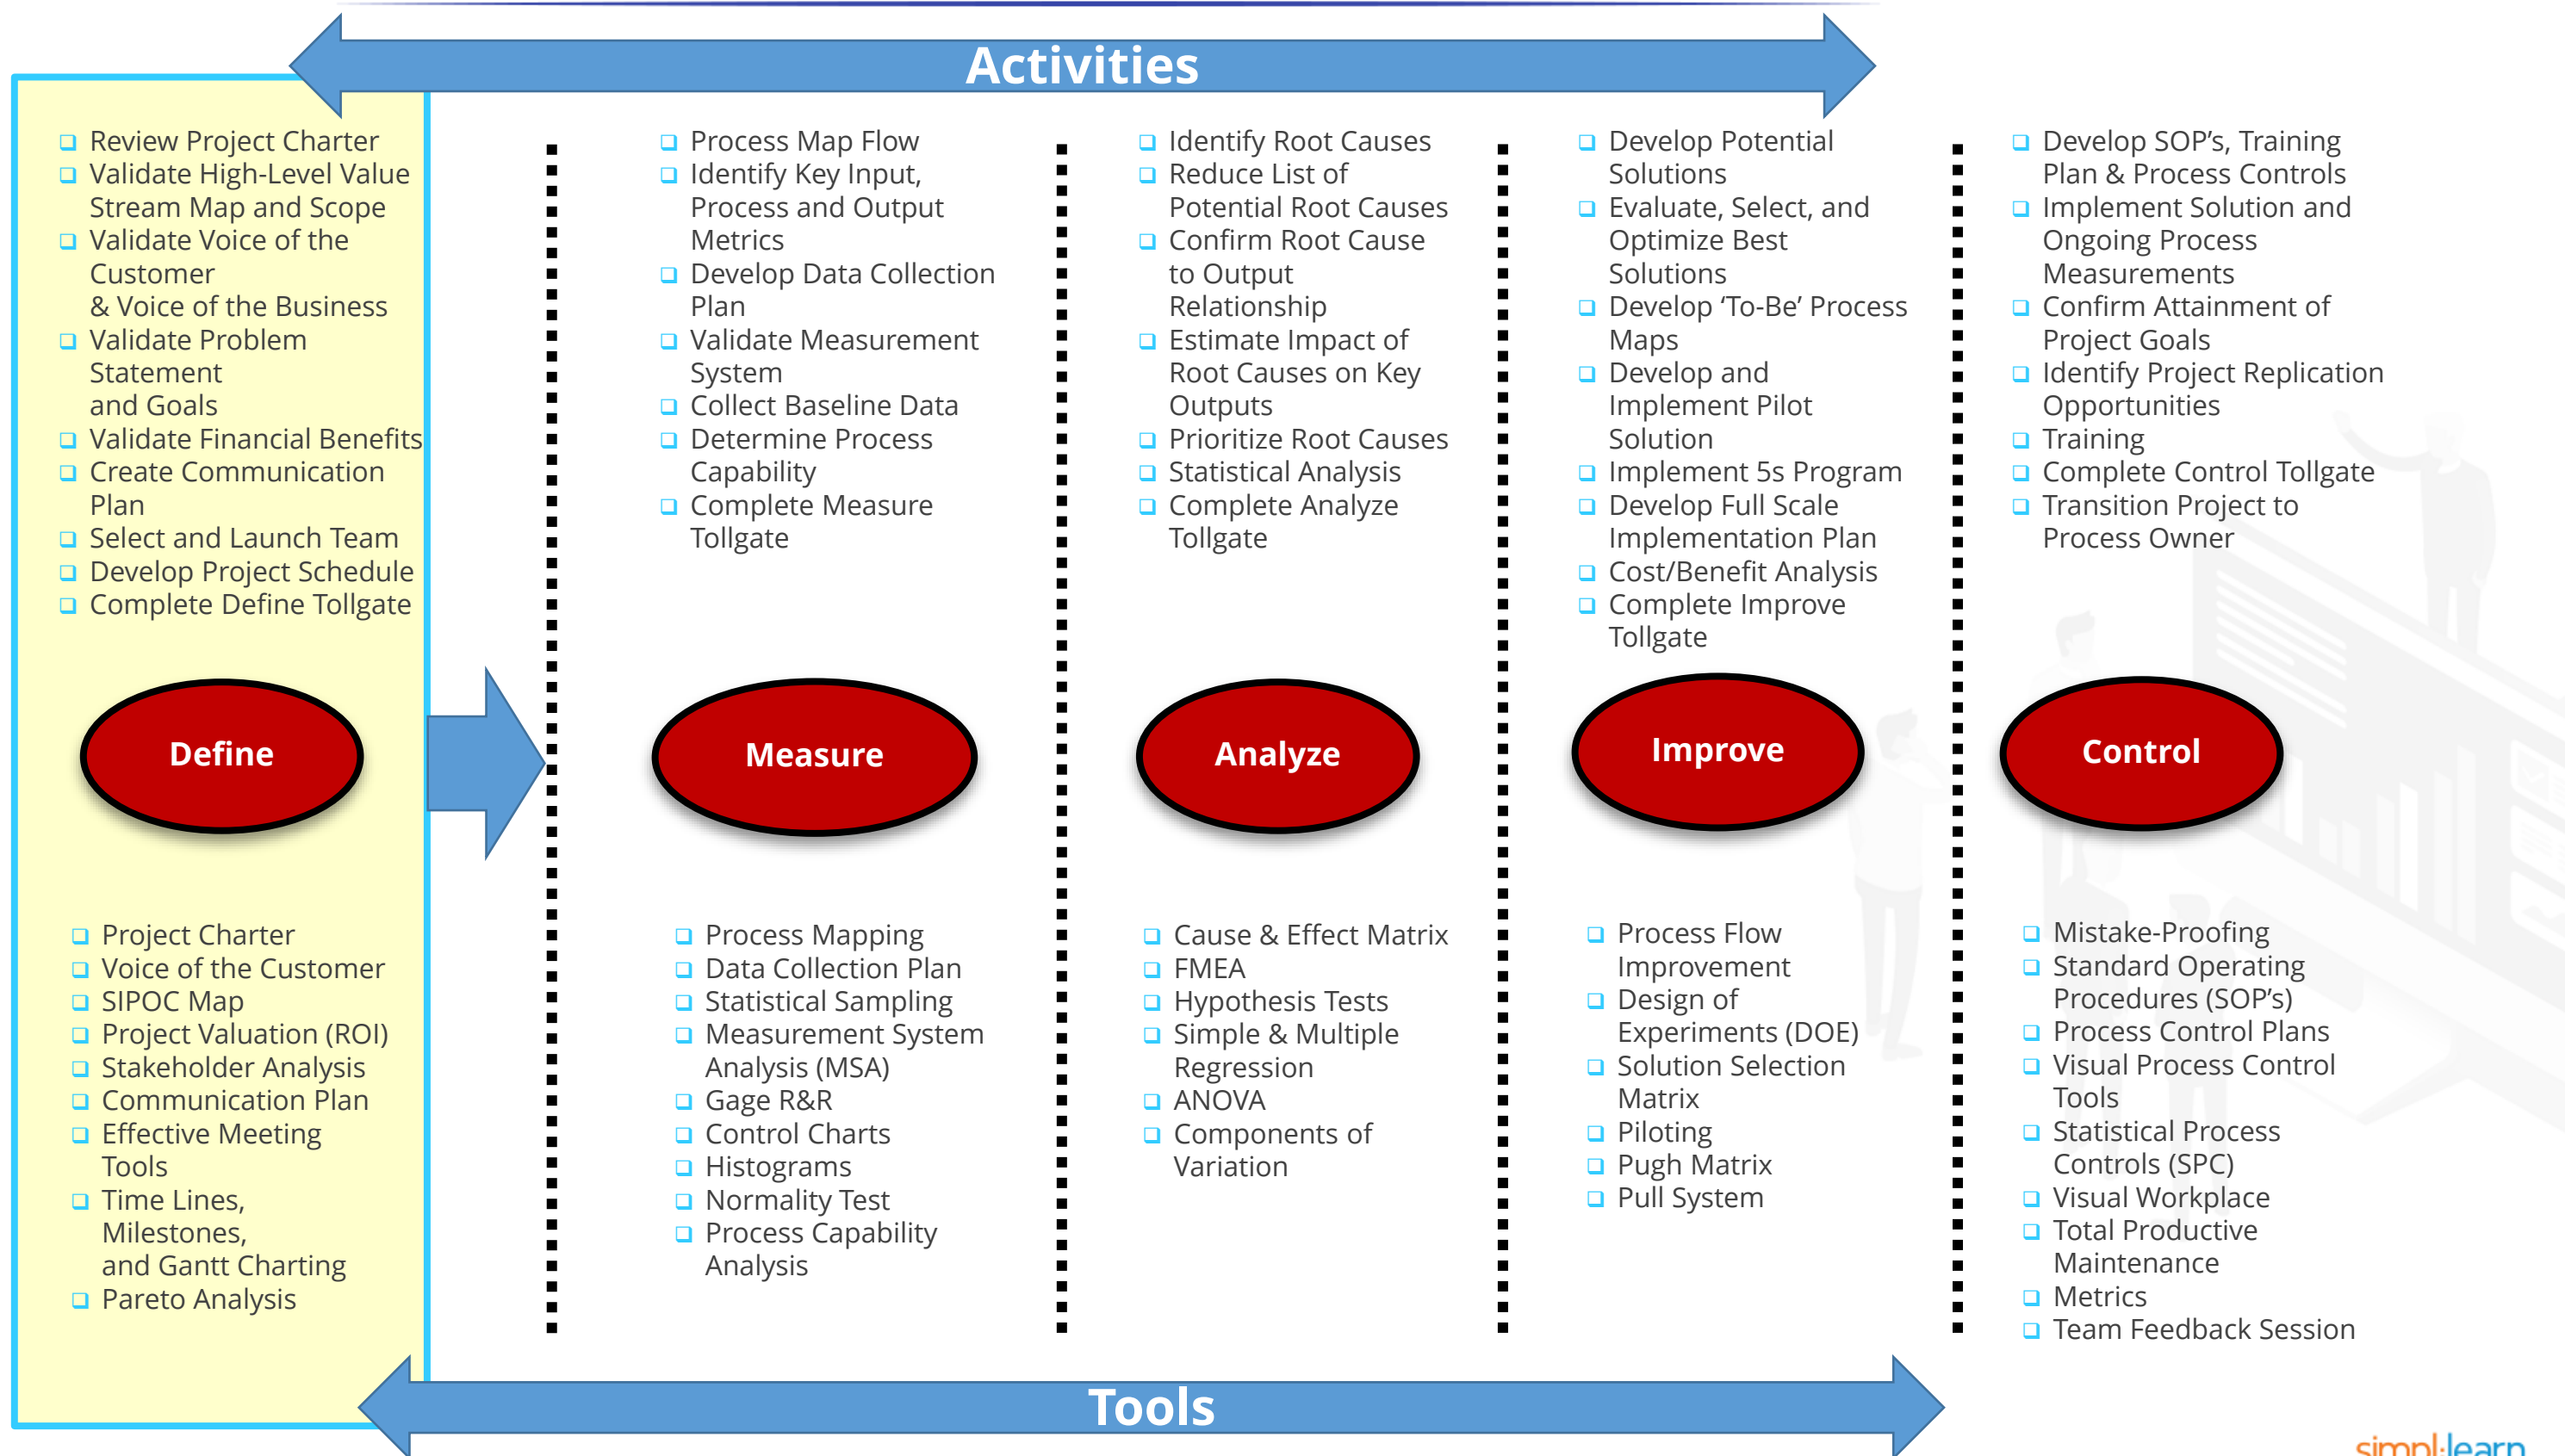 Activities
Review Project Charter
Validate High-Level Value
Stream Map and Scope
Validate Voice of the
Customer
& Voice of the Business
Validate Problem
Statement
and Goals
Validate Financial Benefits
Create Communication
Plan
Select and Launch Team
Develop Project Schedule
Complete Define Tollgate
Process Map Flow
Identify Key Input,
Process and Output
Metrics
Develop Data Collection
Plan
Validate Measurement
System
Collect Baseline Data
Determine Process
Capability
Complete Measure
Tollgate
Identify Root Causes
Reduce List of
Potential Root Causes
Confirm Root Cause
to Output
Relationship
Estimate Impact of
Root Causes on Key
Outputs
Prioritize Root Causes
Statistical Analysis
Complete Analyze
Tollgate
Develop Potential
Solutions
Evaluate, Select, and
Optimize Best
Solutions
Develop ‘To-Be’ Process
Maps
Develop and
Implement Pilot
Solution
Implement 5s Program
Develop Full Scale
Implementation Plan
Cost/Benefit Analysis
Complete Improve
Tollgate
Develop SOP’s, Training
Plan & Process Controls
Implement Solution and
Ongoing Process
Measurements
Confirm Attainment of
Project Goals
Identify Project Replication
Opportunities
Training
Complete Control Tollgate
Transition Project to
Process Owner
Define
Measure
Analyze
Improve
Control
Project Charter
Voice of the Customer
SIPOC Map
Project Valuation (ROI)
Stakeholder Analysis
Communication Plan
Effective Meeting
Tools
Time Lines,
Milestones,
and Gantt Charting
Pareto Analysis
Process Mapping
Data Collection Plan
Statistical Sampling
Measurement System
Analysis (MSA)
Gage R&R
Control Charts
Histograms
Normality Test
Process Capability
Analysis
Cause & Effect Matrix
FMEA
Hypothesis Tests
Simple & Multiple
Regression
ANOVA
Components of
Variation
Process Flow
Improvement
Design of
Experiments (DOE)
Solution Selection
Matrix
Piloting
Pugh Matrix
Pull System
Mistake-Proofing
Standard Operating
Procedures (SOP’s)
Process Control Plans
Visual Process Control
Tools
Statistical Process
Controls (SPC)
Visual Workplace
Total Productive
Maintenance
Metrics
Team Feedback Session
Tools
simplilearn